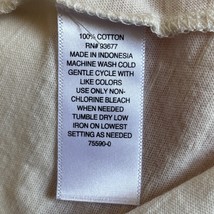 100% COTTON
RN# 93677
MADE IN INDONESIA
MACHINE WASH COLD
GENTLE CYCLE WITH
LIKE COLORS
USE ONLY NON-
CHLORINE BLEACH
WHEN NEEDED
TUMBLE DRY LOW
IRON ON LOWEST
SETTING AS NEEDED
75590-0